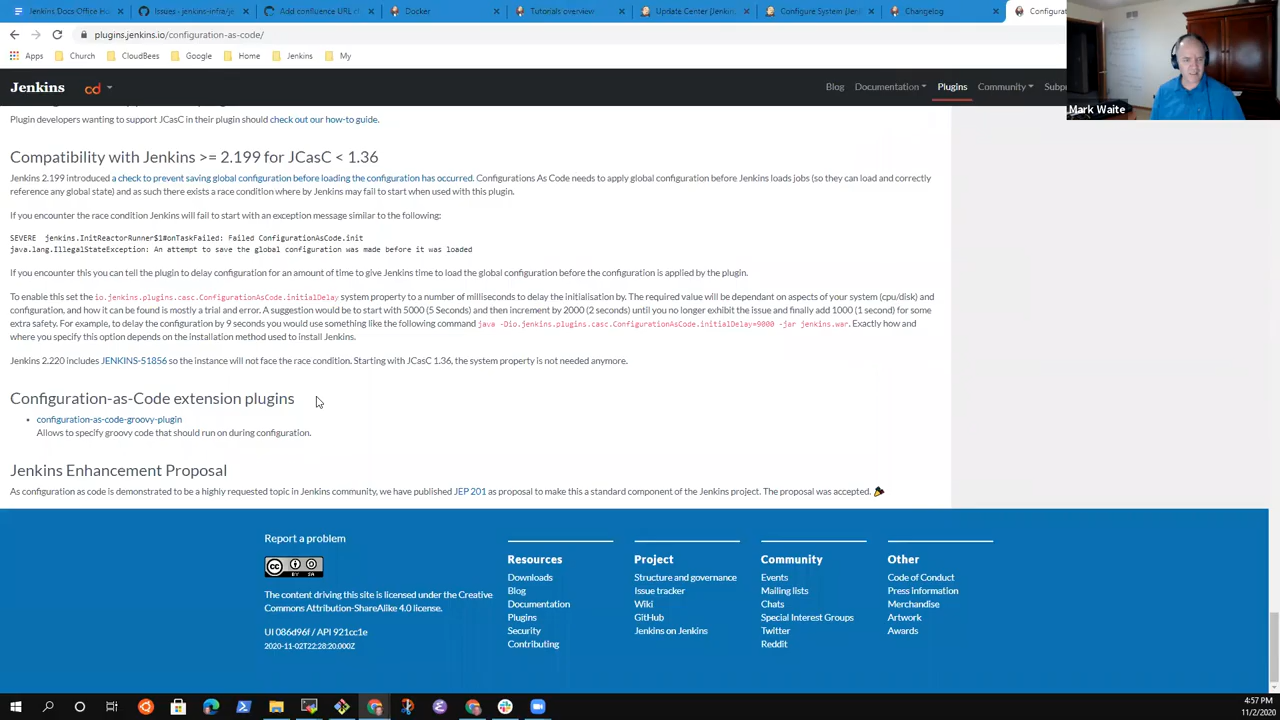 Jenkins Docs Office Ho
Issues · jenkins-infra/je
Add confluence URL cl
Docker
Tutorials overview
Update Center [Jenkin
Configure System [Jen
Changelog
Configurat
plugins.jenkins.io/configuration-as-code/
Apps Church CloudBees Google Home Jenkins My
Jenkins cd Blog Documentation Plugins Community Subp
Mark Waite
Plugin developers wanting to support JCasC in their plugin should check out our how-to guide.
Compatibility with Jenkins >= 2.199 for JCasC < 1.36
Jenkins 2.199 introduced a check to prevent saving global configuration before loading the configuration has occurred. Configurations As Code needs to apply global configuration before Jenkins loads jobs (so they can load and correctly
reference any global state) and as such there exists a race condition where by Jenkins may fail to start when used with this plugin.
If you encounter the race condition Jenkins will fail to start with an exception message similar to the following:
SEVERE jenkins.InitReactorRunner$1#onTaskFailed: Failed ConfigurationAsCode.init
java.lang.IllegalStateException: An attempt to save the global configuration was made before it was loaded
If you encounter this you can tell the plugin to delay configuration for an amount of time to give Jenkins time to load the global configuration before the configuration is applied by the plugin.
To enable this set the io.jenkins.plugins.casc.ConfigurationAsCode.initialDelay system property to a number of milliseconds to delay the initialisation by. The required value will be dependant on aspects of your system (cpu/disk) and
configuration, and how it can be found is mostly a trial and error. A suggestion would be to start with 5000 (5 Seconds) and then increment by 2000 (2 seconds) until you no longer exhibit the issue and finally add 1000 (1 second) for some
extra safety. For example, to delay the configuration by 9 seconds you would use something like the following command java -Dio.jenkins.plugins.casc.ConfigurationAsCode.initialDelay=9000 -jar jenkins.war. Exactly how and
where you specify this option depends on the installation method used to install Jenkins.
Jenkins 2.220 includes JENKINS-51856 so the instance will not face the race condition. Starting with JCasC 1.36, the system property is not needed anymore.
Configuration-as-Code extension plugins
• configuration-as-code-groovy-plugin
Allows to specify groovy code that should run on during configuration.
Jenkins Enhancement Proposal
As configuration as code is demonstrated to be a highly requested topic in Jenkins community, we have published JEP 201 as proposal to make this a standard component of the Jenkins project. The proposal was accepted.
Report a problem
CC BY SA
The content driving this site is licensed under the Creative
Commons Attribution-ShareAlike 4.0 license.
UI 086d96f / API 921cc1e
2020-11-02T22:28:20.000Z
Resources
Downloads
Blog
Documentation
Plugins
Security
Contributing
Project
Structure and governance
Issue tracker
Wiki
GitHub
Jenkins on Jenkins
Community
Events
Mailing lists
Chats
Special Interest Groups
Twitter
Reddit
Other
Code of Conduct
Press information
Merchandise
Artwork
Awards
4:57 PM
11/2/2020